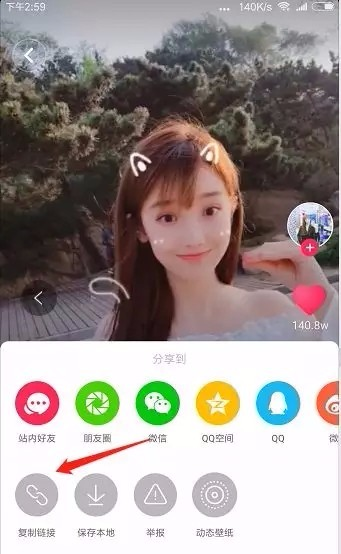 下午2:59
... 140K/s
140.8w
分享到
站内好友 朋友圈 微信 QQ空间 QQ 微
复制链接 保存本地 举报 动态壁纸